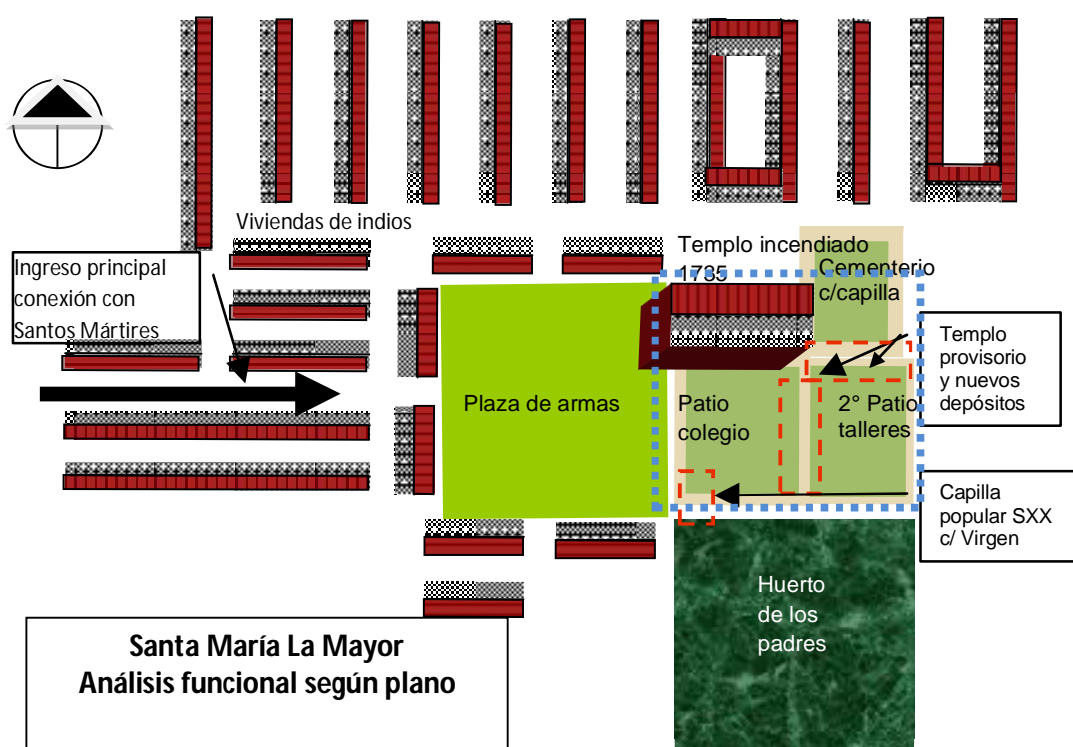 Viviendas de indios
Ingreso principal
conexión con
Santos Mártires
Templo incendiado
1735
Cementerio
c/capilla
Templo
provisorio
y nuevos
depósitos
Plaza de armas
Patio
colegio
2° Patio
talleres
Capilla
popular SXX
c/ Virgen
Huerto
de los
padres
Santa María La Mayor
Análisis funcional según plano